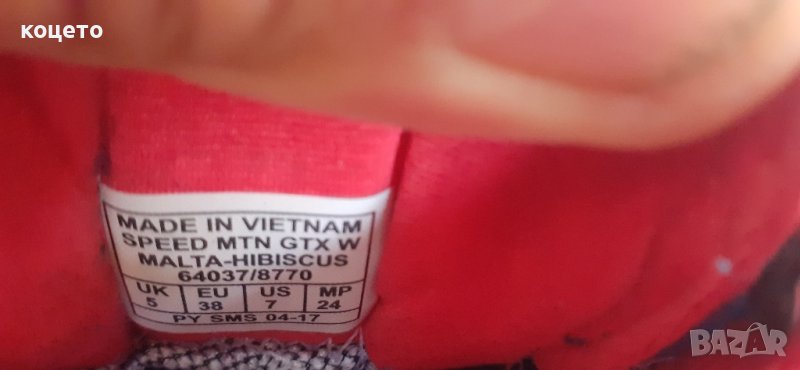 коцето
MADE IN VIETNAM
SPEED MTN GTX W
MALTA-HIBISCUS
64037/8770
UK EU US MP
5 38 7 24
PY SMS 04-17
BAZAR